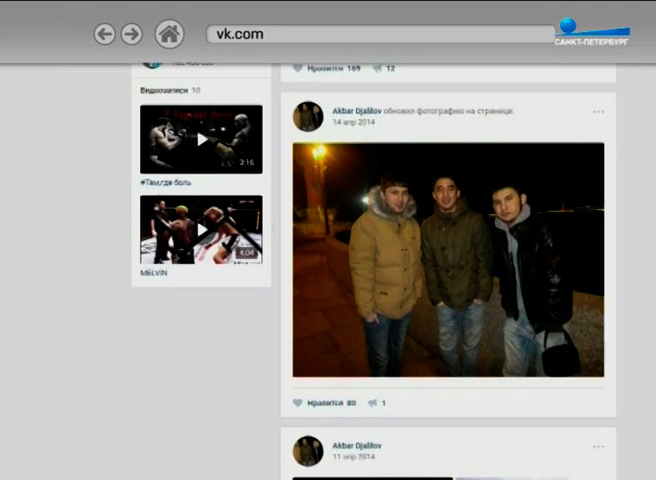 vk.com
САНКТ-ПЕТЕРБУРГ
Видеозаписи 10
2:16
#Там,где боль
4:04
MELVIN
Нравится 169 12
Akbar Djalilov обновил фотографию на странице:
14 апр 2014
Нравится 80 1
Akbar Djalilov
11 апр 2014